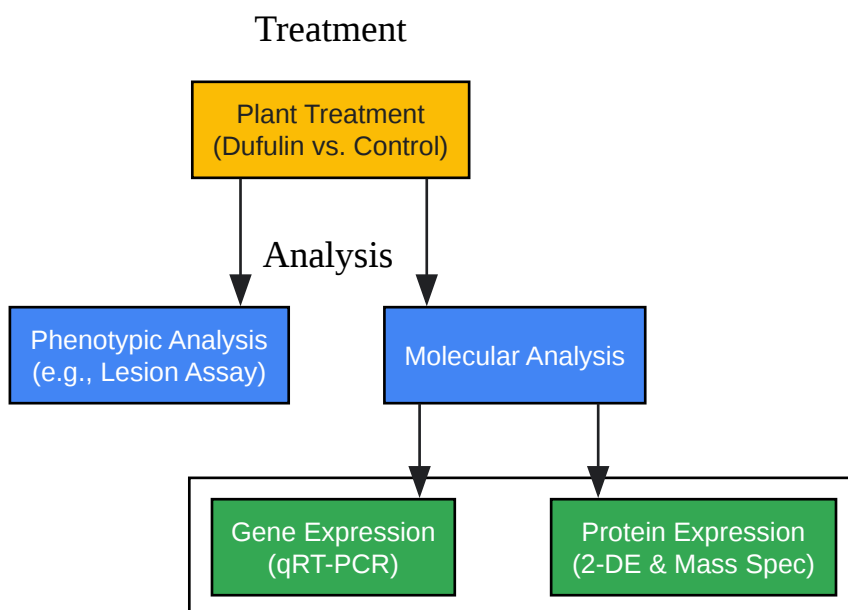 Treatment
Plant Treatment
(Dufulin vs. Control)
Analysis
Phenotypic Analysis
(e.g., Lesion Assay)
Molecular Analysis
Gene Expression
(qRT-PCR)
Protein Expression
(2-DE & Mass Spec)